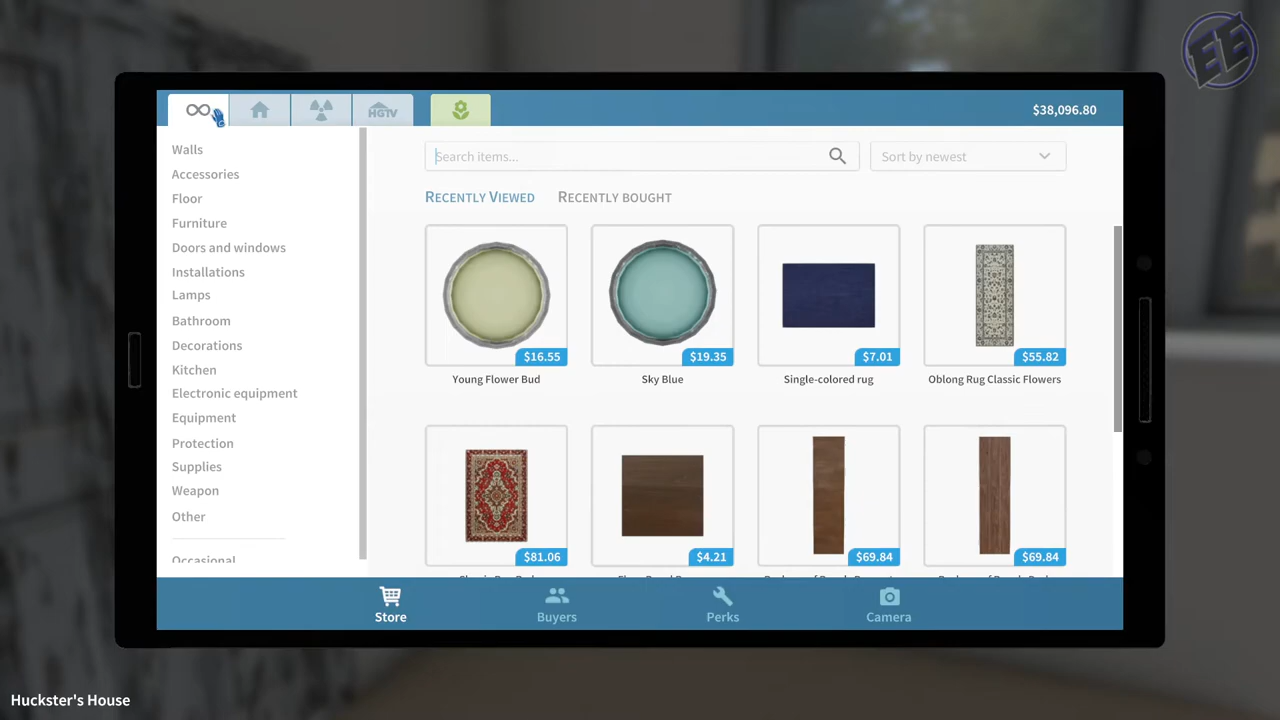 EE
HGTV
$38,096.80
Walls
Accessories
Floor
Furniture
Doors and windows
Installations
Lamps
Bathroom
Decorations
Kitchen
Electronic equipment
Equipment
Protection
Supplies
Weapon
Other
Occasional
Search items...
Sort by newest
RECENTLY VIEWED
RECENTLY BOUGHT
$16.55
$19.35
$7.01
$55.82
Young Flower Bud
Sky Blue
Single-colored rug
Oblong Rug Classic Flowers
$81.06
$4.21
$69.84
$69.84
Store
Buyers
Perks
Camera
Huckster's House